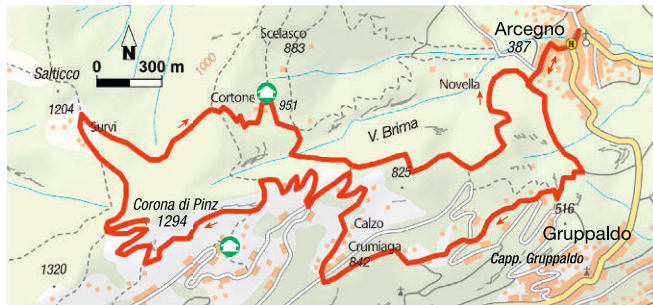 Arcegno
387
H
Scelasco
883
N
0 300 m
1000
Salticco
1204
Survi
Cortone
951
Novella
V. Brima
825
Corona di Pinz
1294
Calzo
Crumiaga
842
516
Gruppaldo
Capp. Gruppaldo
1320